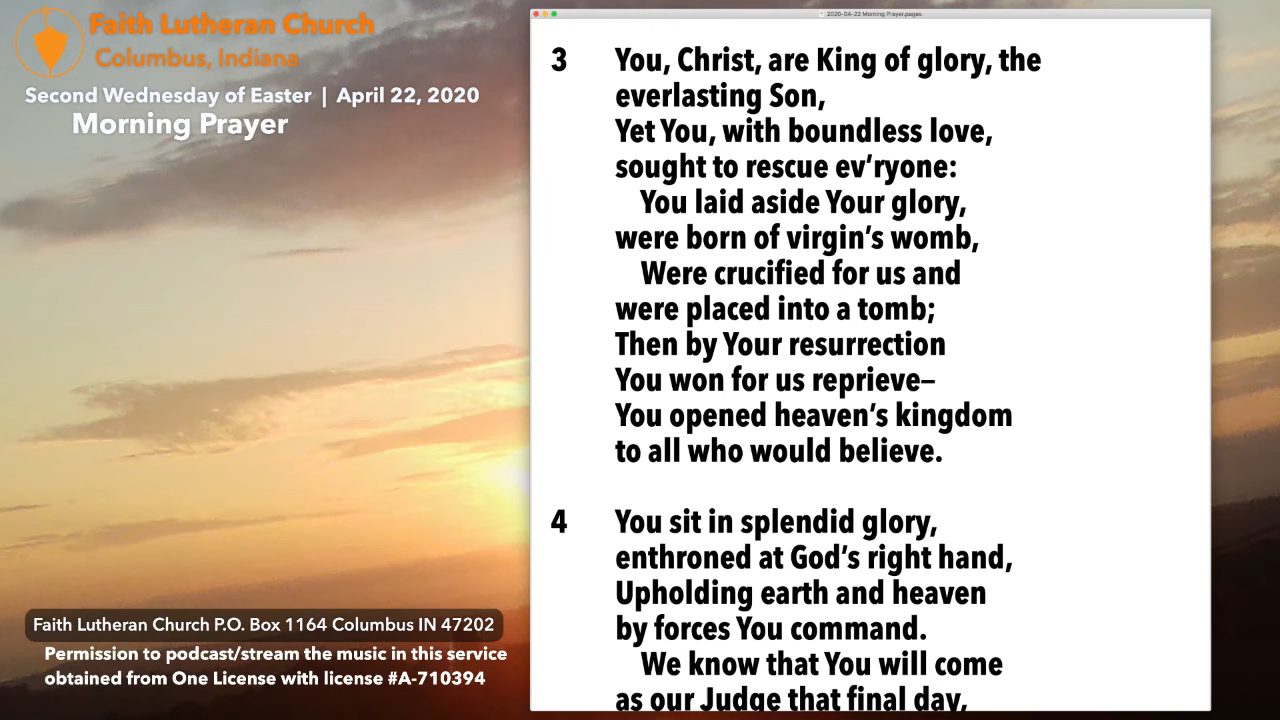 Faith Lutheran Church
Columbus, Indiana
Second Wednesday of Easter | April 22, 2020
Morning Prayer
2020-04-22 Morning Prayer.pages
3 You, Christ, are King of glory, the
everlasting Son,
Yet You, with boundless love,
sought to rescue ev’ryone:
You laid aside Your glory,
were born of virgin’s womb,
Were crucified for us and
were placed into a tomb;
Then by Your resurrection
You won for us reprieve—
You opened heaven’s kingdom
to all who would believe.
4 You sit in splendid glory,
enthroned at God’s right hand,
Upholding earth and heaven
by forces You command.
We know that You will come
as our Judge that final day,
Faith Lutheran Church P.O. Box 1164 Columbus IN 47202
Permission to podcast/stream the music in this service
obtained from One License with license #A-710394